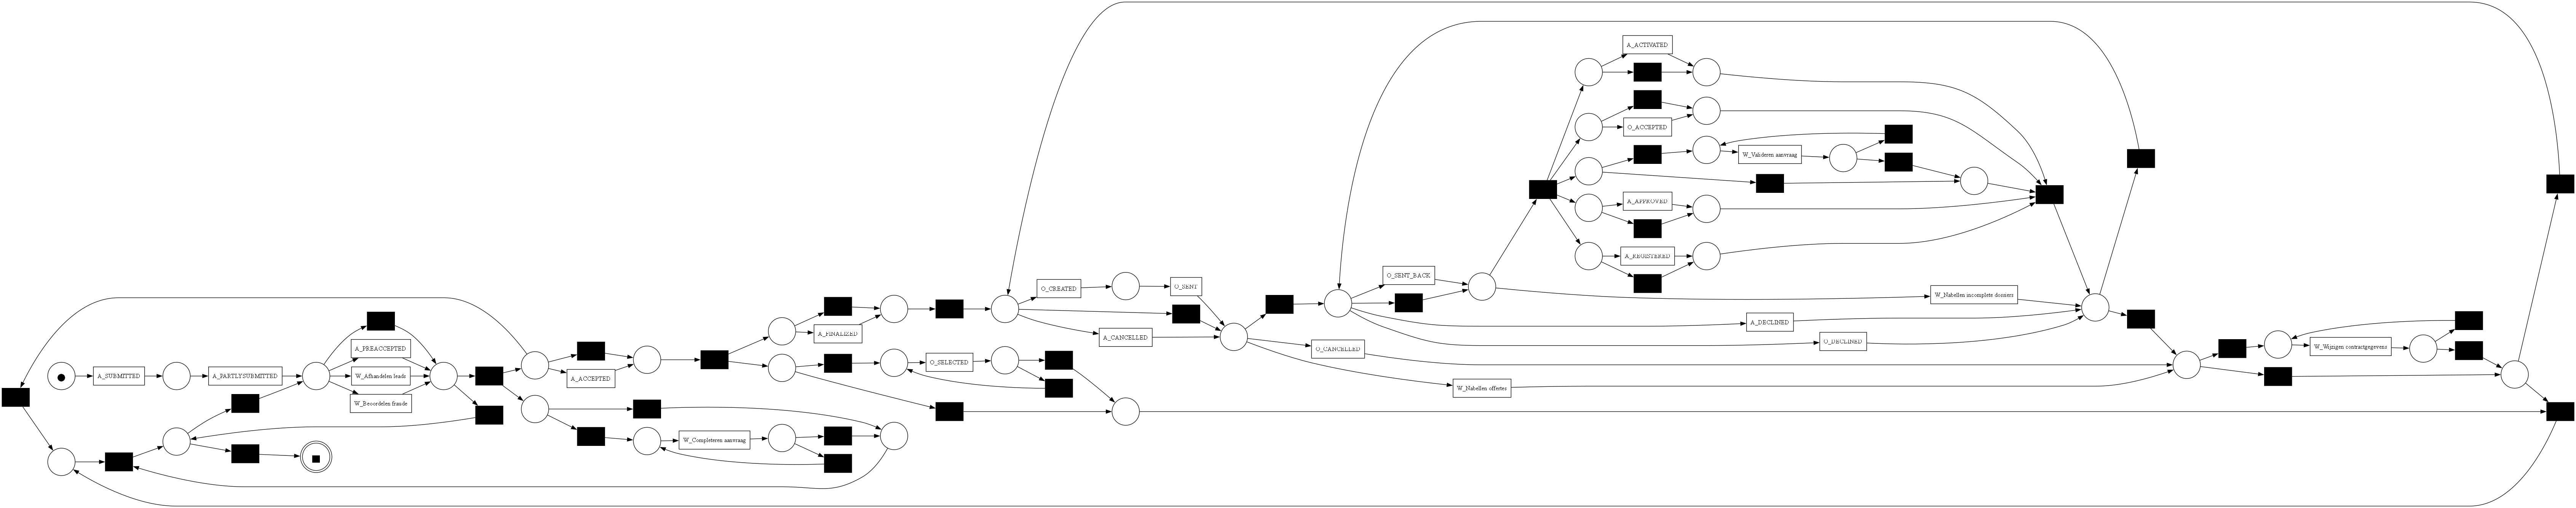 A_ACTIVATED
O_ACCEPTED
W_Valideren aanvraag
A_APPROVED
A_REGISTERED
O_SENT_BACK
O_CREATED
O_SENT
W_Nabellen incomplete dossiers
A_DECLINED
A_FINALIZED
A_CANCELLED
O_DECLINED
O_CANCELLED
W_Wijzigen contractgegevens
A_PREACCEPTED
O_SELECTED
A_SUBMITTED
A_PARTLYSUBMITTED
W_Afhandelen leads
A_ACCEPTED
W_Nabellen offertes
W_Beoordelen fraude
W_Completeren aanvraag